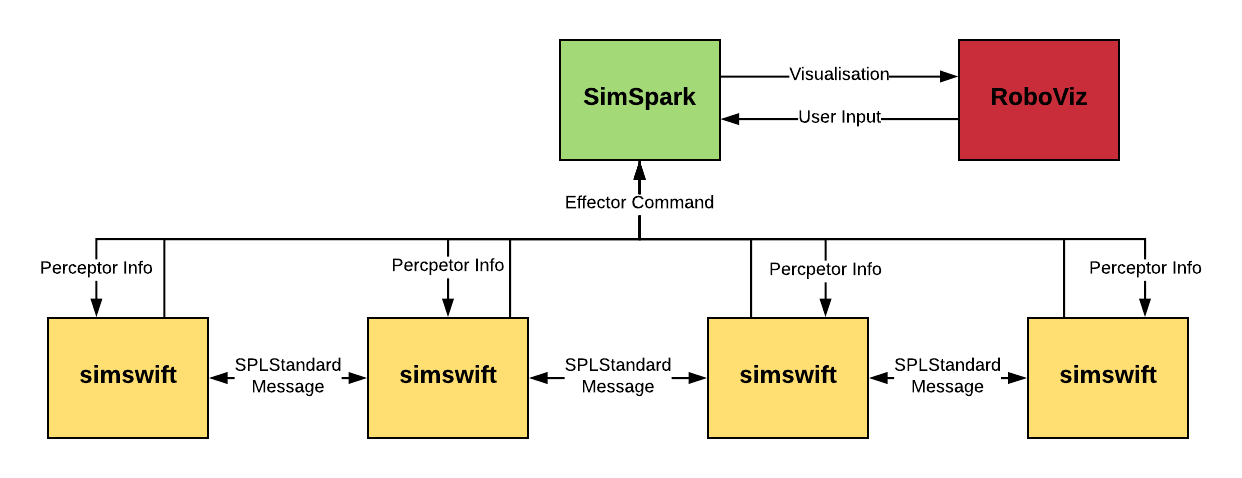 SimSpark
Visualisation
RoboViz
User Input
Effector Command
Perceptor Info
Percpetor Info
Percpetor Info
Perceptor Info
simswift
SPLStandard
Message
simswift
SPLStandard
Message
simswift
SPLStandard
Message
simswift